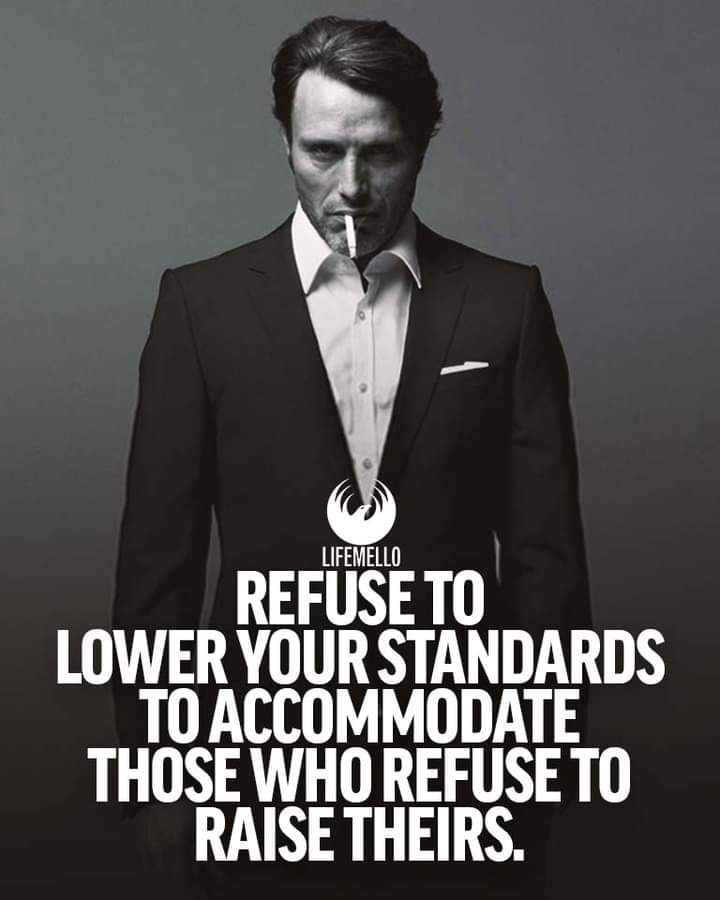 LIFEMELLO
REFUSE TO
LOWER YOUR STANDARDS
TO ACCOMMODATE
THOSE WHO REFUSE TO
RAISE THEIRS.